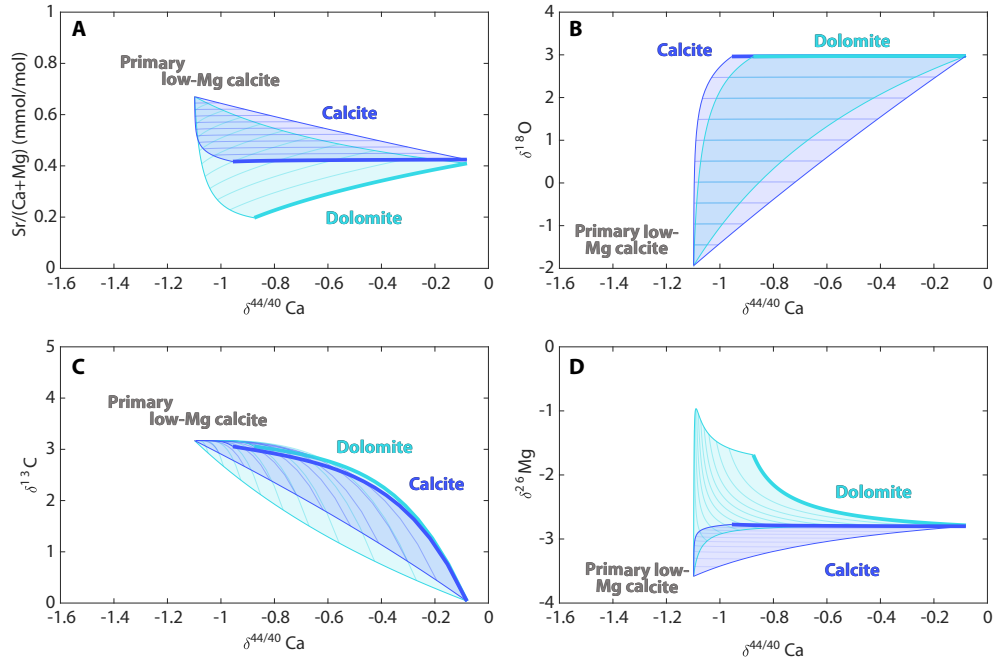 A
Sr/(Ca+Mg) (mmol/mol)
1
0.8
0.6
0.4
0.2
0
Primary
low-Mg calcite
Calcite
Dolomite
-1.6 -1.4 -1.2 -1 -0.8 -0.6 -0.4 -0.2 0
δ44/40 Ca
B
δ18O
4
3
2
1
0
-1
-2
Calcite
Dolomite
Primary low-
Mg calcite
-1.6 -1.4 -1.2 -1 -0.8 -0.6 -0.4 -0.2 0
δ44/40 Ca
C
δ13C
5
4
3
2
1
0
Primary
low-Mg calcite
Dolomite
Calcite
-1.6 -1.4 -1.2 -1 -0.8 -0.6 -0.4 -0.2 0
δ44/40 Ca
D
δ26Mg
0
-1
-2
-3
-4
Dolomite
Primary low-
Mg calcite
Calcite
-1.6 -1.4 -1.2 -1 -0.8 -0.6 -0.4 -0.2 0
δ44/40 Ca